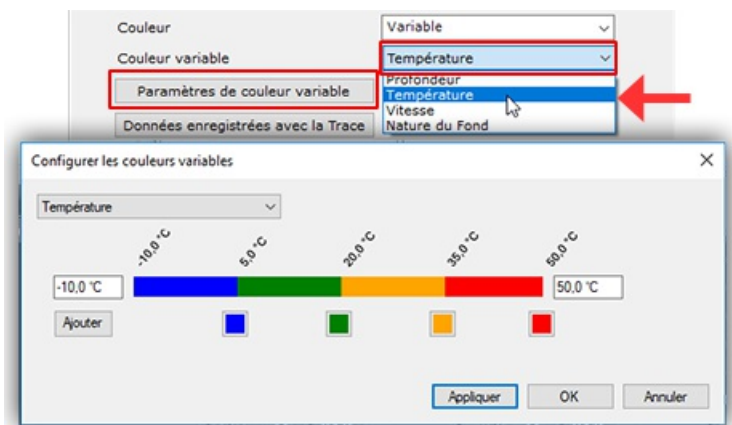 Couleur Variable
Couleur variable Température
Paramètres de couleur variable
Profondeur
Température
Vitesse
Nature du Fond
Données enregistrées avec la Trace
Configurer les couleurs variables
Température
-10,0 °C 5,0 °C 20,0 °C 35,0 °C 50,0 °C
-10,0 °C 50,0 °C
Ajouter
Appliquer OK Annuler